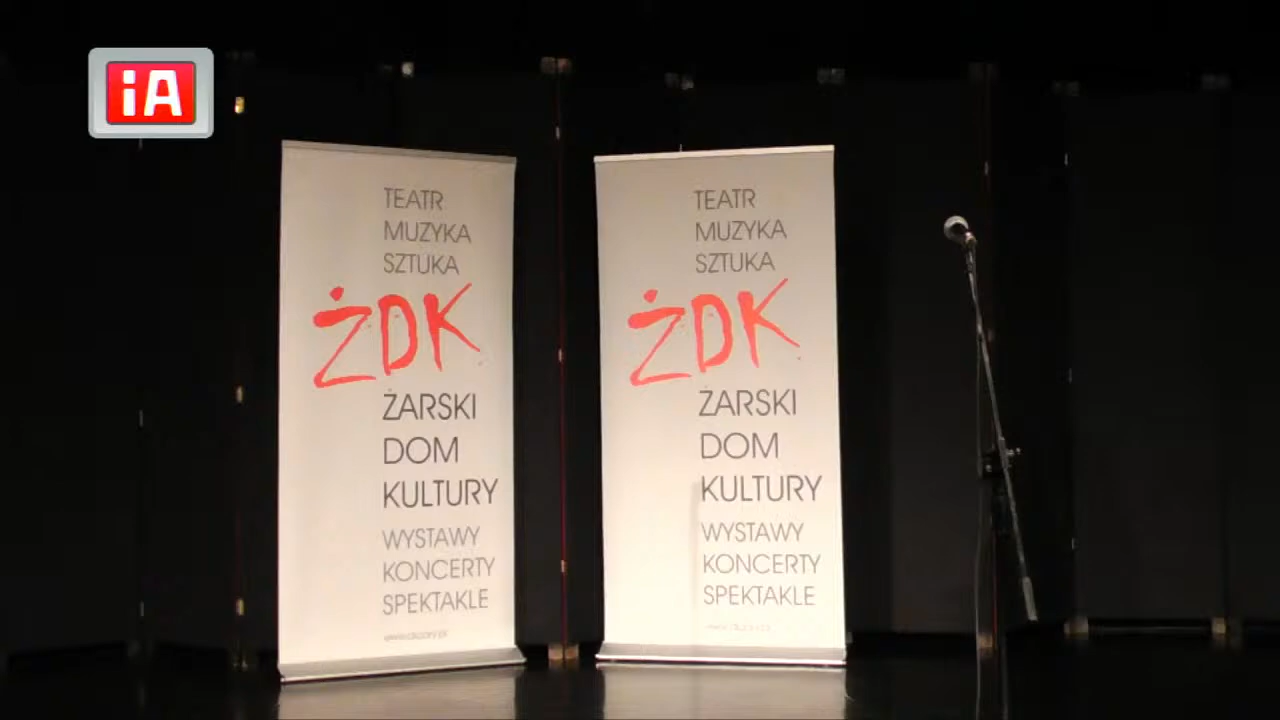 iA
TEATR
MUZYKA
SZTUKA
ŻDK
ŻARSKI
DOM
KULTURY
WYSTAWY
KONCERTY
SPEKTAKLE
TEATR
MUZYKA
SZTUKA
ŻDK
ŻARSKI
DOM
KULTURY
WYSTAWY
KONCERTY
SPEKTAKLE